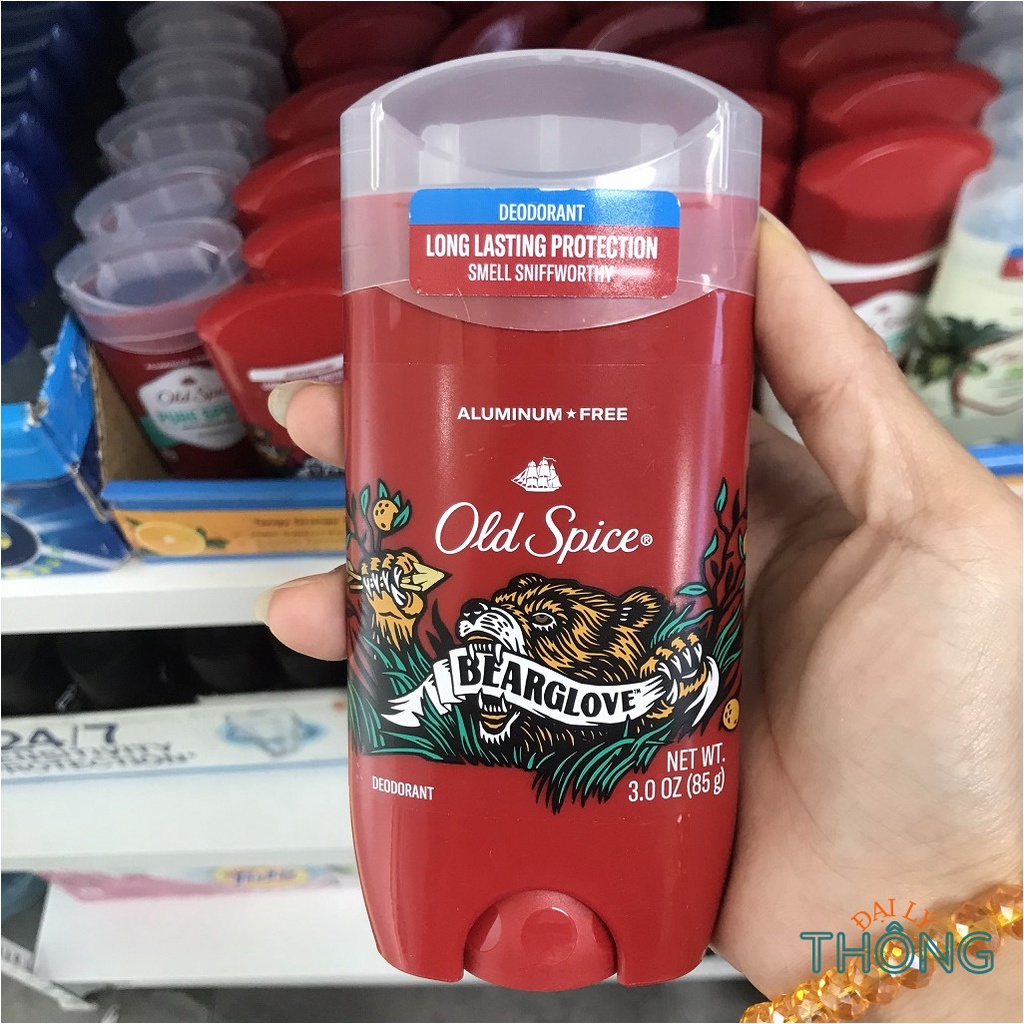 DEODORANT
LONG LASTING PROTECTION
SMELL SNIFFWORTHY
ALUMINUM ★ FREE
Old Spice®
BEARGLOVE™
NET WT.
3.0 OZ (85 g)
DEODORANT
Old Spice
24/7
ĐẠI LÝ
THÔNG